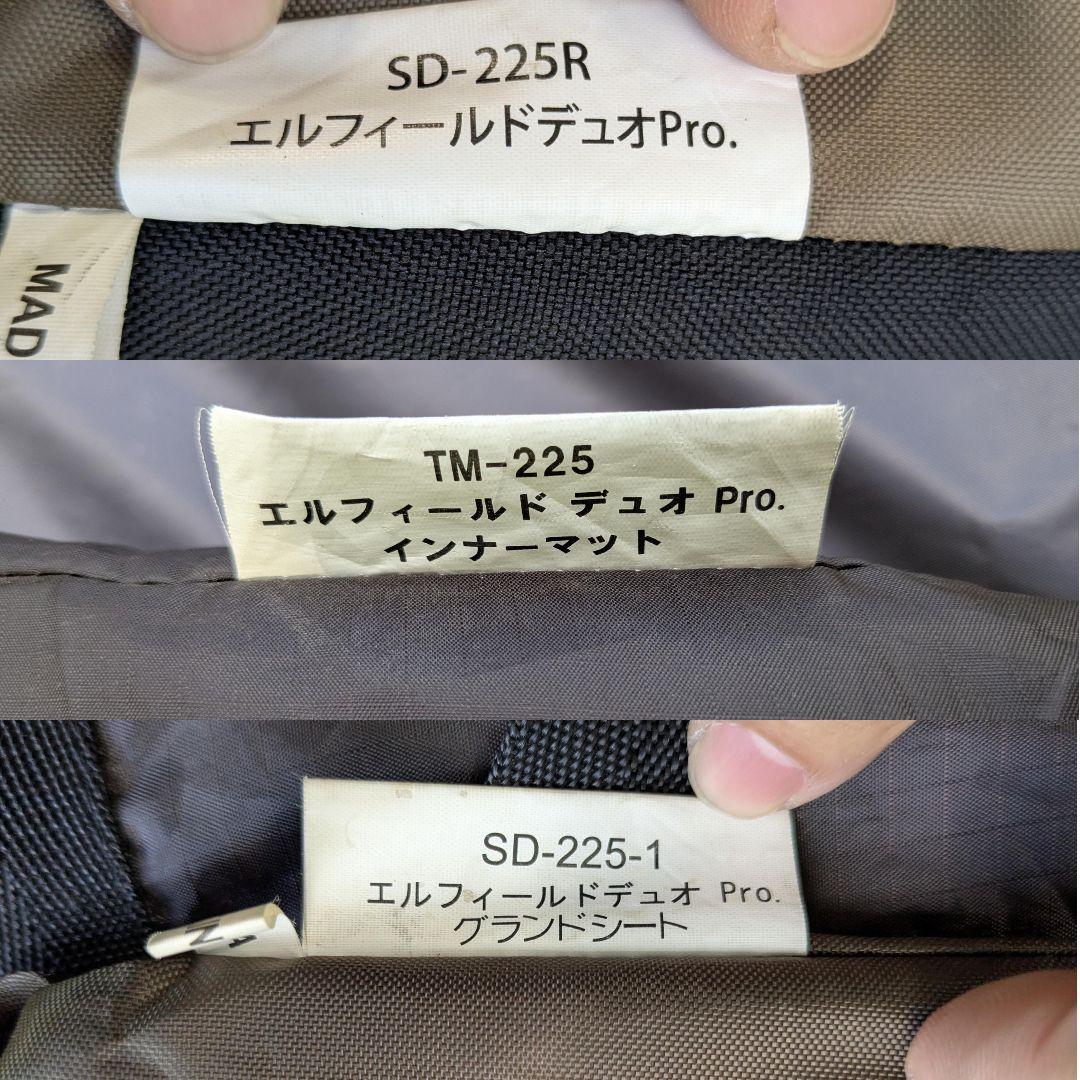 SD-225R
エルフィールドデュオPro.
MAD
TM-225
エルフィールド デュオ Pro.
インナーマット
SD-225-1
エルフィールドデュオ Pro.
グランドシート